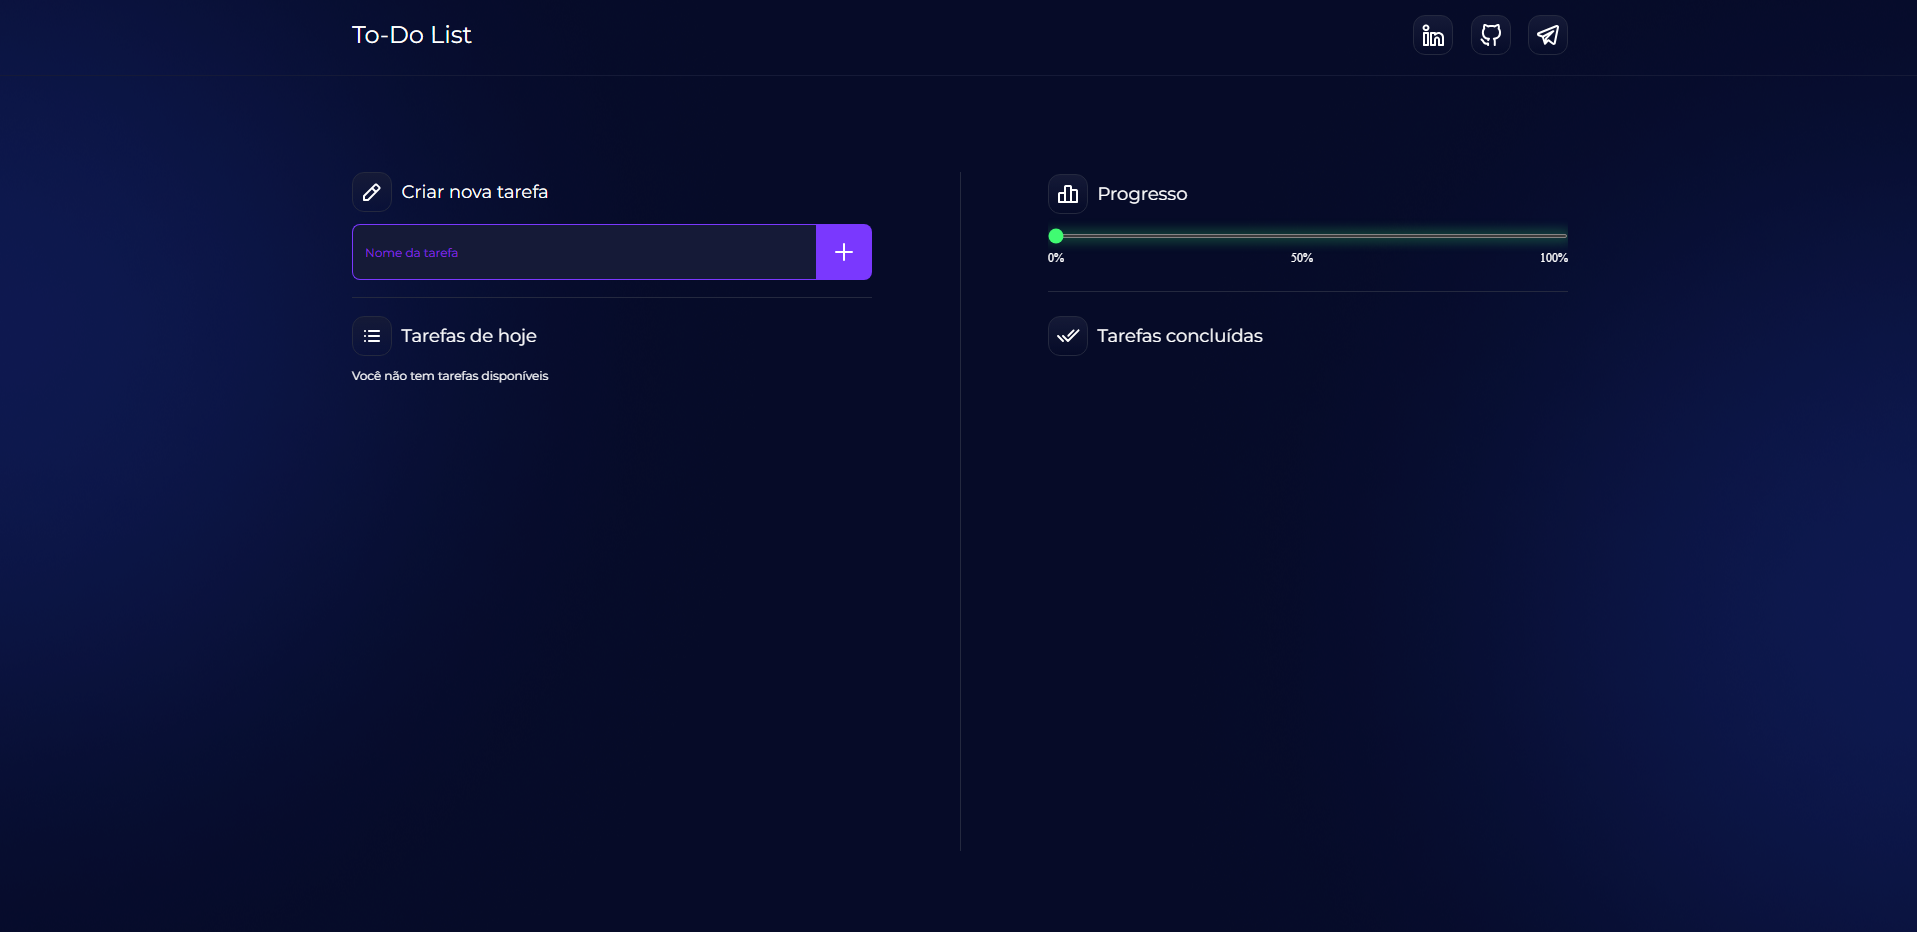 To-Do List
Criar nova tarefa
Nome da tarefa
Tarefas de hoje
Você não tem tarefas disponíveis
Progresso
0% 50% 100%
Tarefas concluídas